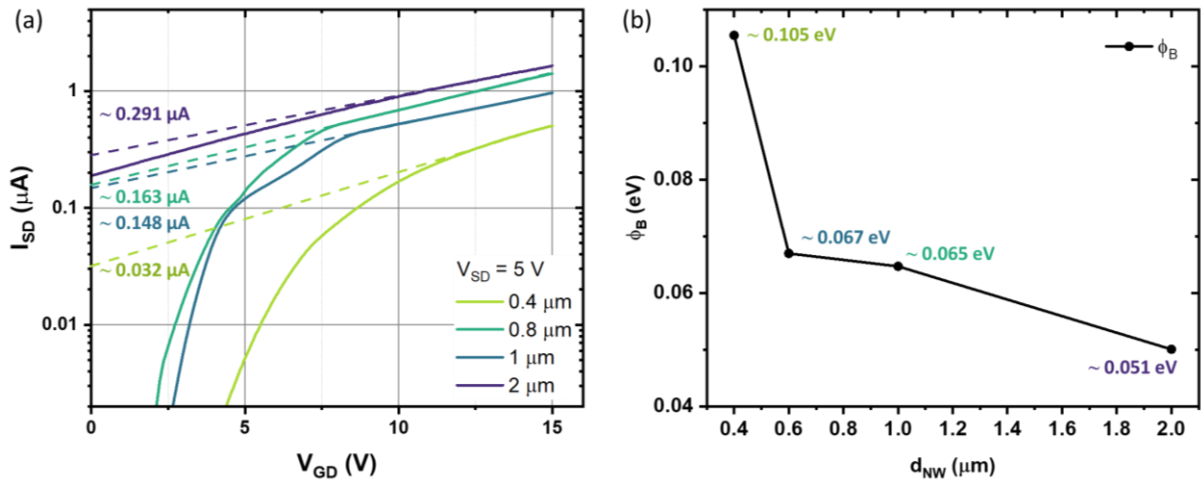 (a)
1
0.1
0.01
I_SD (μA)
~ 0.291 μA
~ 0.163 μA
~ 0.148 μA
~ 0.032 μA
V_SD = 5 V
0.4 μm
0.8 μm
1 μm
2 μm
0 5 10 15
V_GD (V)
(b)
0.10
0.08
0.06
0.04
ϕ_B (eV)
~ 0.105 eV
ϕ_B
~ 0.067 eV
~ 0.065 eV
~ 0.051 eV
0.4 0.6 0.8 1.0 1.2 1.4 1.6 1.8 2.0
d_NW (μm)